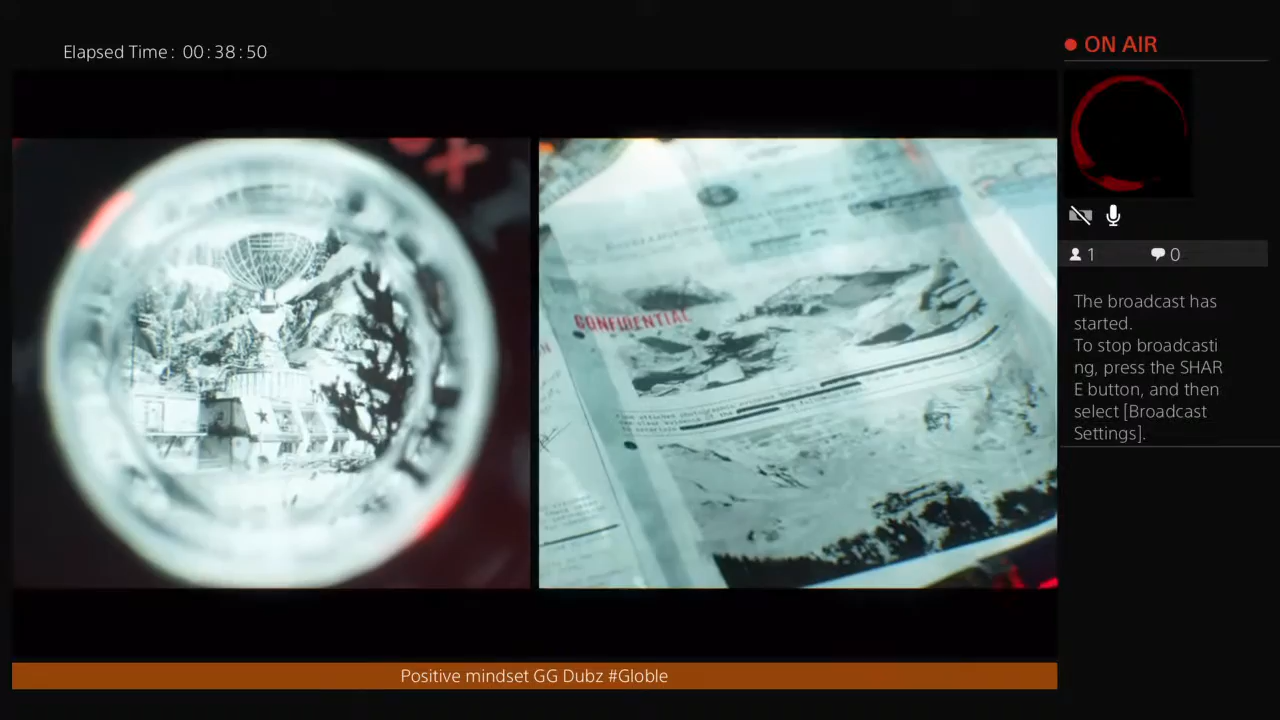 Elapsed Time: 00:38:50
ON AIR
1
0
The broadcast has
started.
To stop broadcasti
ng, press the SHAR
E button, and then
select [Broadcast
Settings].
CONFIDENTIAL
Positive mindset GG Dubz #Globle